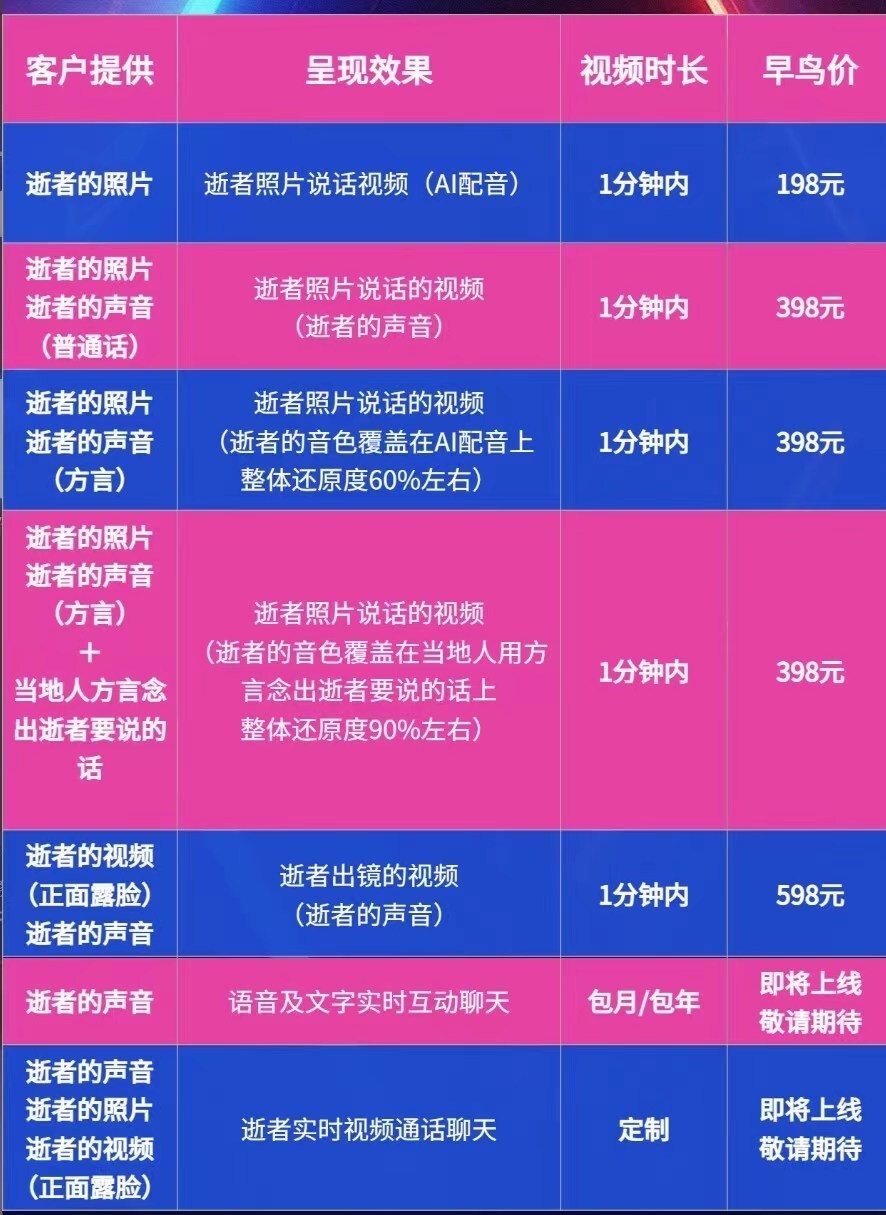 客户提供
呈现效果
视频时长
早鸟价
逝者的照片
逝者照片说话视频（AI配音）
1分钟内
198元
逝者的照片
逝者的声音
（普通话）
逝者照片说话的视频
（逝者的声音）
1分钟内
398元
逝者的照片
逝者的声音
（方言）
逝者照片说话的视频
（逝者的音色覆盖在AI配音上
整体还原度60%左右）
1分钟内
398元
逝者的照片
逝者的声音
（方言）
＋
当地人方言念
出逝者要说的
话
逝者照片说话的视频
（逝者的音色覆盖在当地人用方
言念出逝者要说的话上
整体还原度90%左右）
1分钟内
398元
逝者的视频
（正面露脸）
逝者的声音
逝者出镜的视频
（逝者的声音）
1分钟内
598元
逝者的声音
语音及文字实时互动聊天
包月/包年
即将上线
敬请期待
逝者的声音
逝者的照片
逝者的视频
（正面露脸）
逝者实时视频通话聊天
定制
即将上线
敬请期待